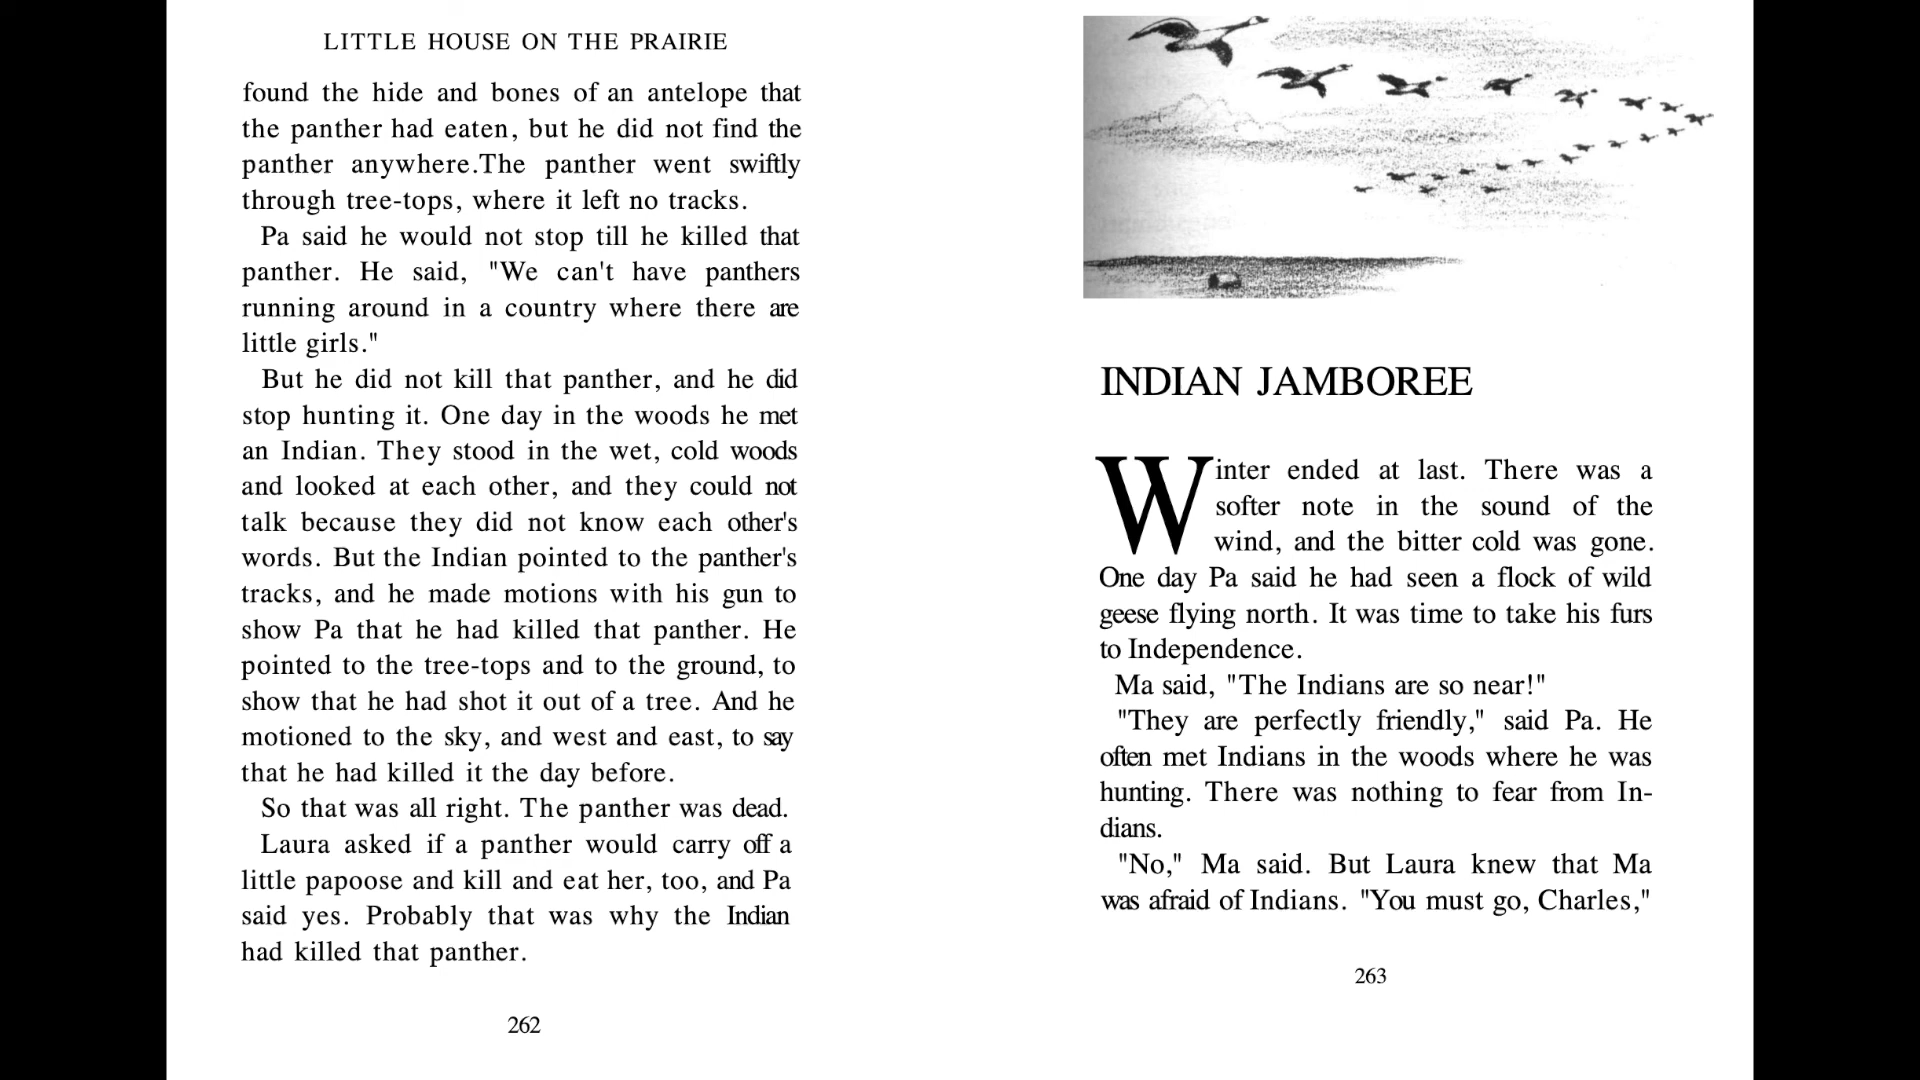 LITTLE HOUSE ON THE PRAIRIE
found the hide and bones of an antelope that
the panther had eaten, but he did not find the
panther anywhere.The panther went swiftly
through tree-tops, where it left no tracks.
Pa said he would not stop till he killed that
panther. He said, "We can't have panthers
running around in a country where there are
little girls."
But he did not kill that panther, and he did
stop hunting it. One day in the woods he met
an Indian. They stood in the wet, cold woods
and looked at each other, and they could not
talk because they did not know each other's
words. But the Indian pointed to the panther's
tracks, and he made motions with his gun to
show Pa that he had killed that panther. He
pointed to the tree-tops and to the ground, to
show that he had shot it out of a tree. And he
motioned to the sky, and west and east, to say
that he had killed it the day before.
So that was all right. The panther was dead.
Laura asked if a panther would carry off a
little papoose and kill and eat her, too, and Pa
said yes. Probably that was why the Indian
had killed that panther.
262
INDIAN JAMBOREE
Winter ended at last. There was a
softer note in the sound of the
wind, and the bitter cold was gone.
One day Pa said he had seen a flock of wild
geese flying north. It was time to take his furs
to Independence.
Ma said, "The Indians are so near!"
"They are perfectly friendly," said Pa. He
often met Indians in the woods where he was
hunting. There was nothing to fear from In-
dians.
"No," Ma said. But Laura knew that Ma
was afraid of Indians. "You must go, Charles,"
263